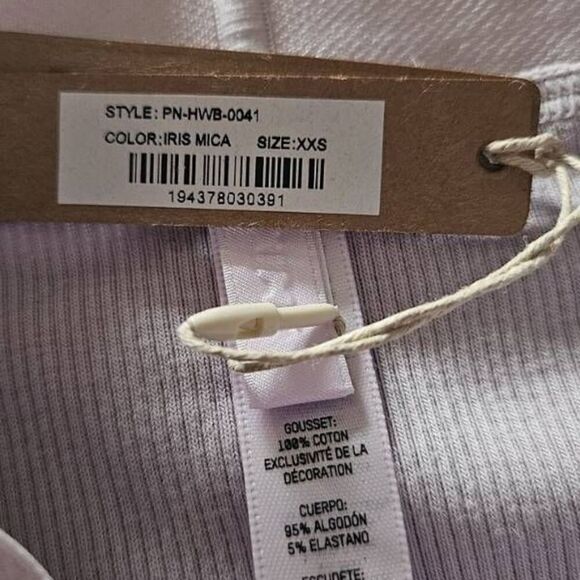 STYLE: PN-HWB-0041
COLOR: IRIS MICA SIZE: XXS
194378030391
GOUSSET:
100% COTON
EXCLUSIVITÉ DE LA
DÉCORATION
CUERPO:
95% ALGODÓN
5% ELASTANO
ESCUDETE: